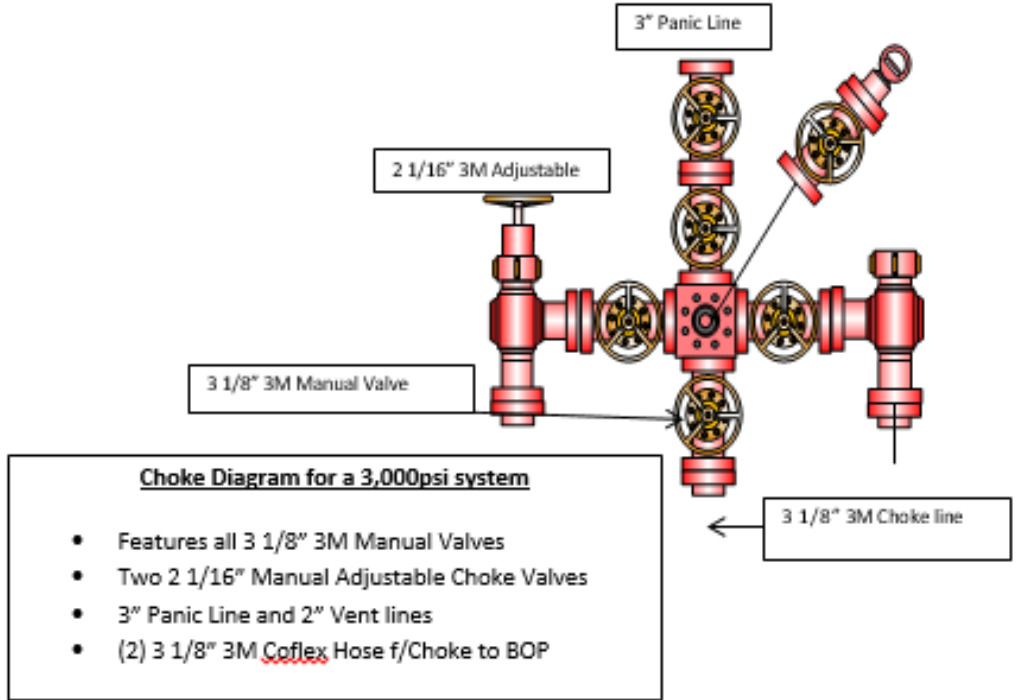 3” Panic Line
2 1/16” 3M Adjustable
3 1/8” 3M Manual Valve
Choke Diagram for a 3,000psi system
• Features all 3 1/8” 3M Manual Valves
• Two 2 1/16” Manual Adjustable Choke Valves
• 3” Panic Line and 2” Vent lines
• (2) 3 1/8” 3M Coflex Hose f/Choke to BOP
3 1/8” 3M Choke line